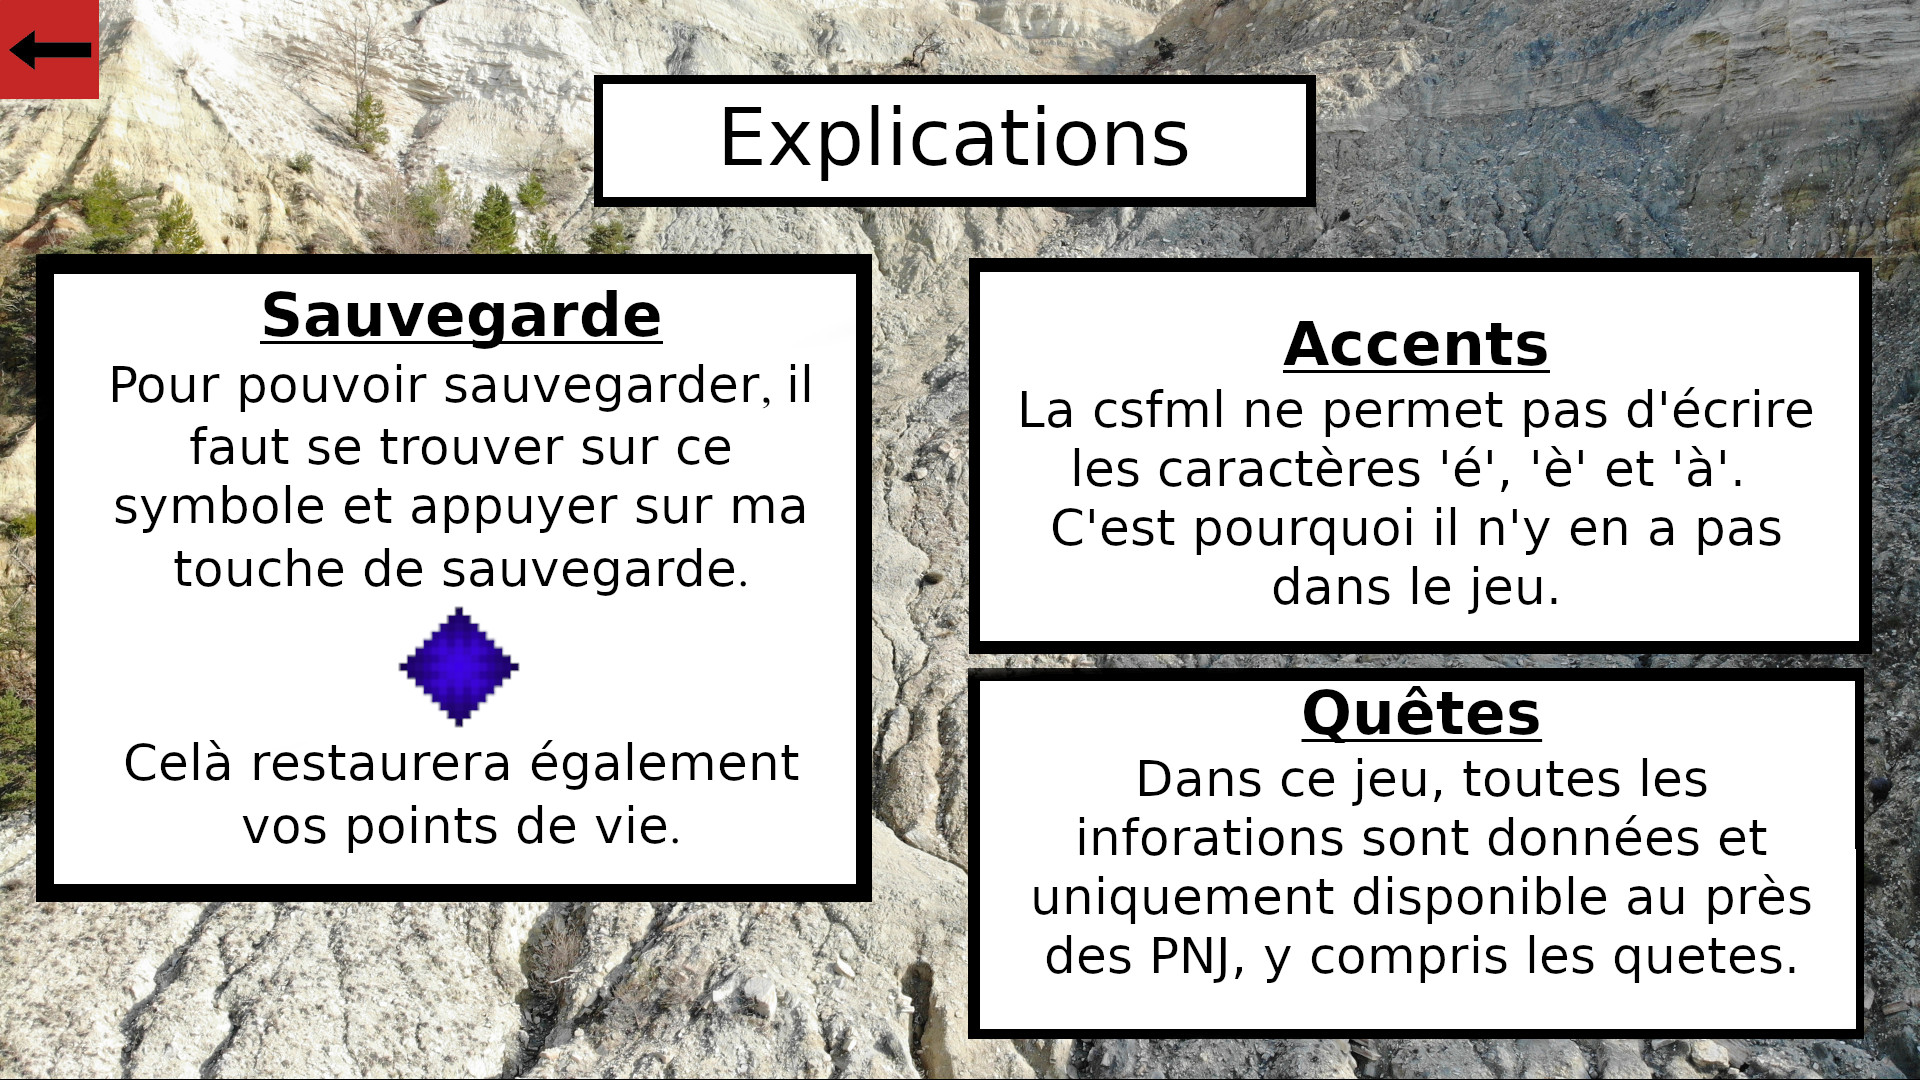 Explications
Sauvegarde
Pour pouvoir sauvegarder, il
faut se trouver sur ce
symbole et appuyer sur ma
touche de sauvegarde.
Celà restaurera également
vos points de vie.
Accents
La csfml ne permet pas d'écrire
les caractères 'é', 'è' et 'à'.
C'est pourquoi il n'y en a pas
dans le jeu.
Quêtes
Dans ce jeu, toutes les
inforations sont données et
uniquement disponible au près
des PNJ, y compris les quetes.